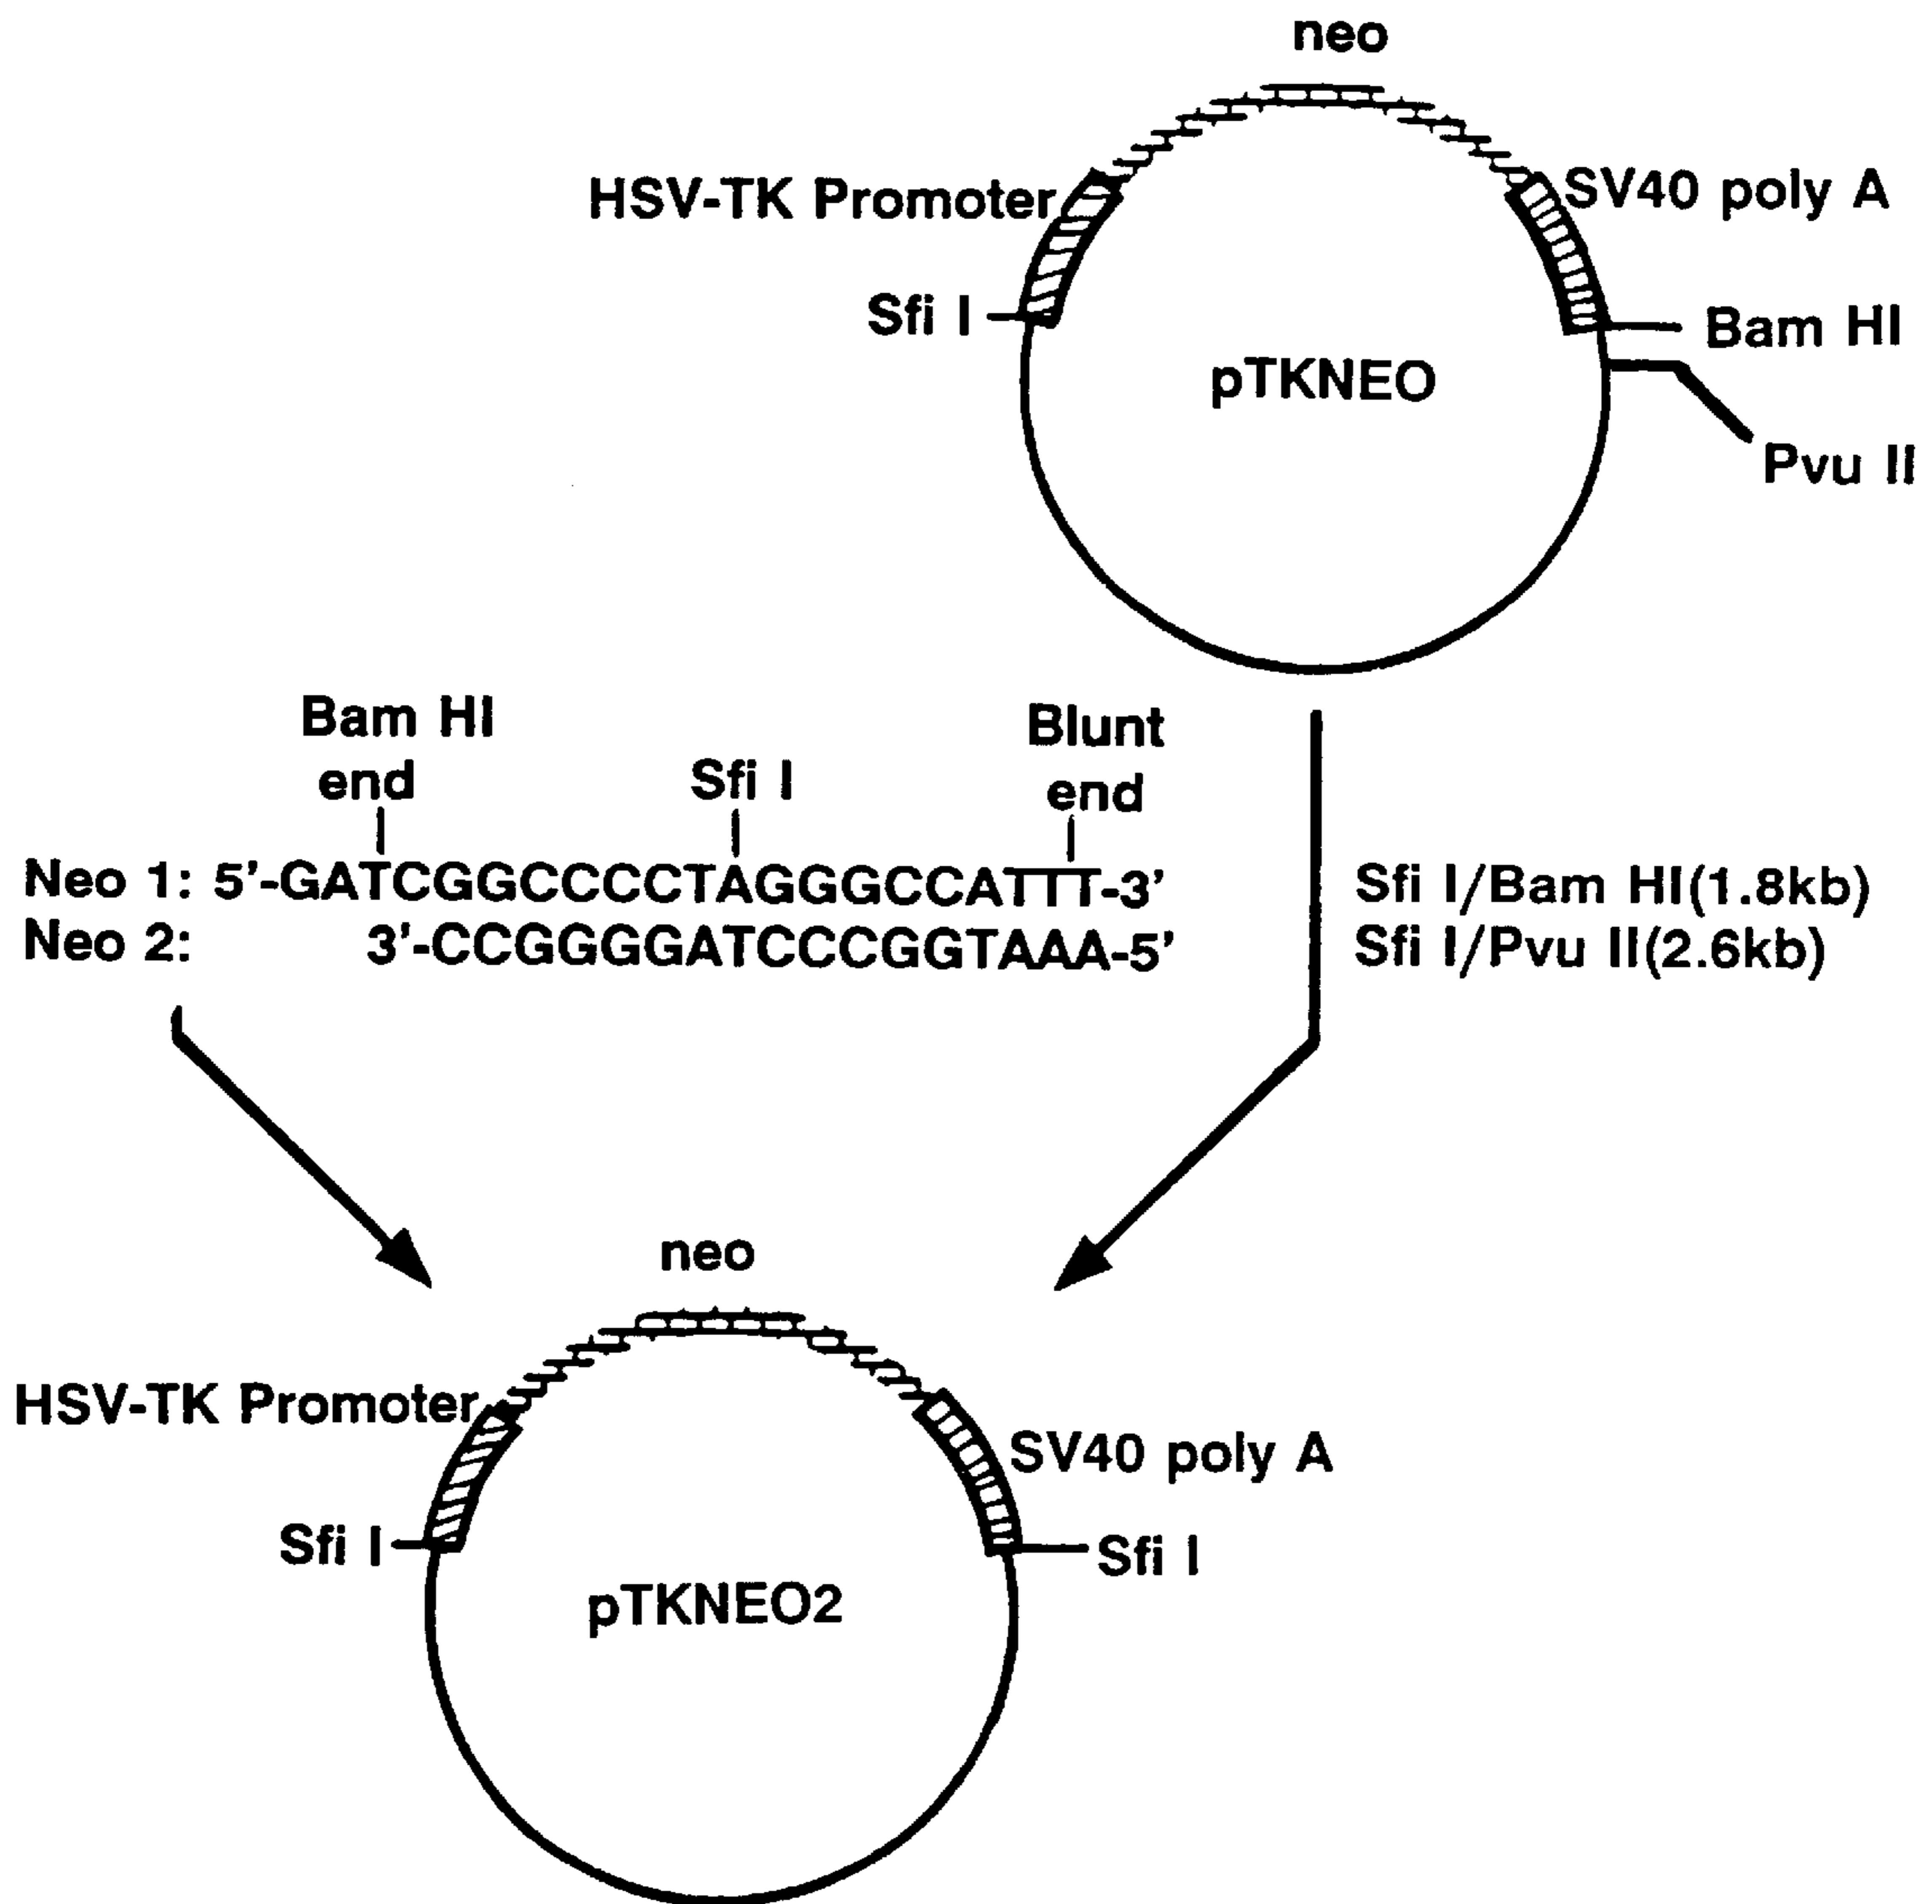 neo
HSV-TK Promoter
SV40 poly A
Sfi I
Bam HI
pTKNEO
Pvu II
Bam HI
end
Sfi I
Blunt
end
Neo 1: 5'-GATCGGCCCCTAGGGCCATTT-3'
Neo 2: 3'-CCGGGGATCCCGGTAAA-5'
Sfi I/Bam HI(1.8kb)
Sfi I/Pvu II(2.6kb)
neo
HSV-TK Promoter
SV40 poly A
Sfi I
Sfi I
pTKNEO2